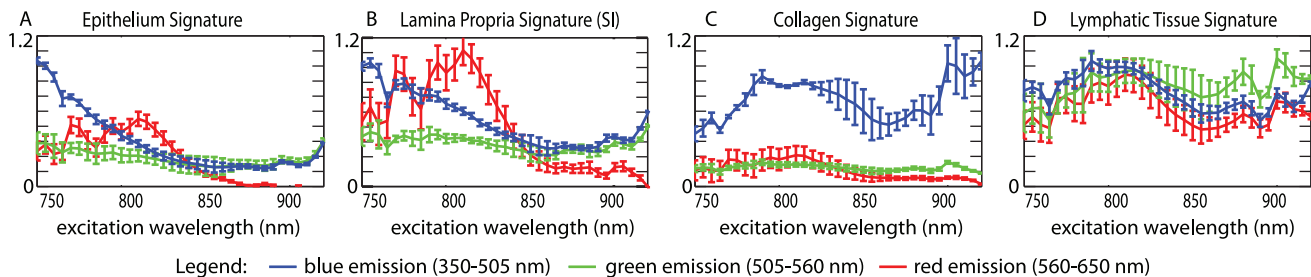 A Epithelium Signature
B Lamina Propria Signature (SI)
C Collagen Signature
D Lymphatic Tissue Signature
1.2 1.2 1.2 1.2
0 0 0 0
750 800 850 900 750 800 850 900 750 800 850 900 750 800 850 900
excitation wavelength (nm) excitation wavelength (nm) excitation wavelength (nm) excitation wavelength (nm)
Legend: blue emission (350-505 nm) green emission (505-560 nm) red emission (560-650 nm)